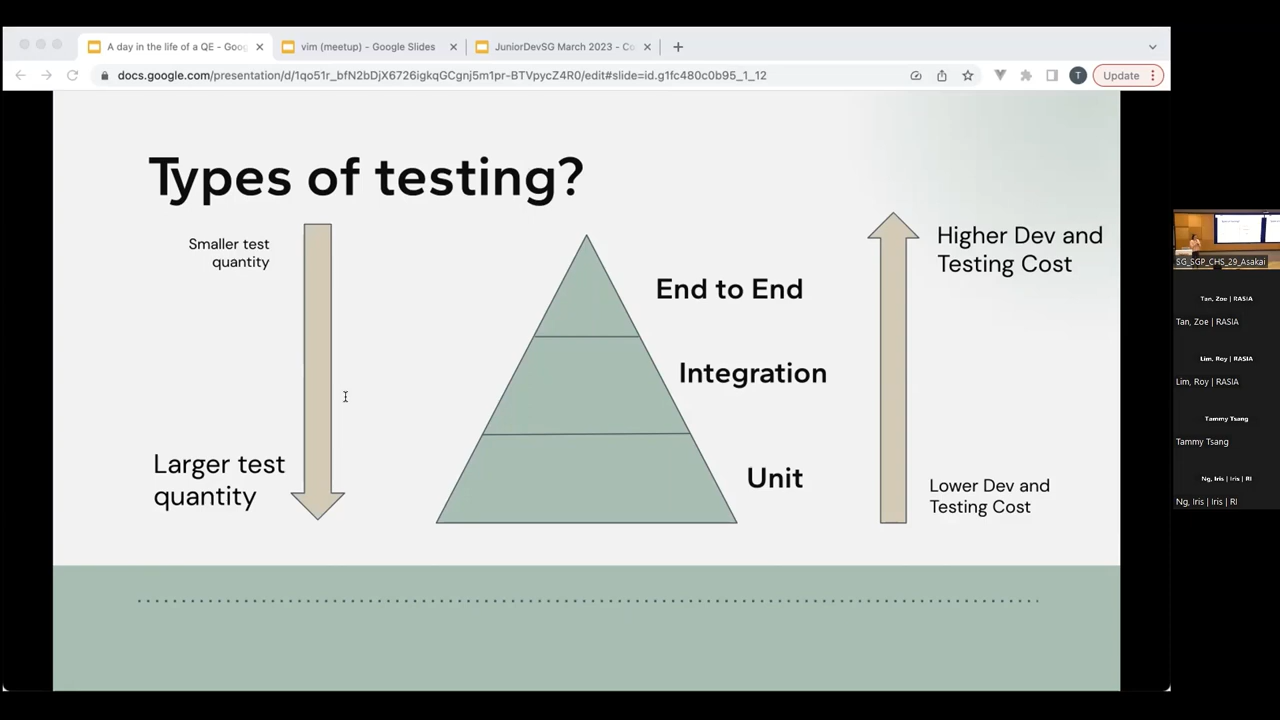 A day in the life of a QE - Goog
vim (meetup) - Google Slides
JuniorDevSG March 2023 - Co
docs.google.com/presentation/d/1qo51r_bfN2bDjX6726igkqGCgnj5m1pr-BTVpycZ4R0/edit#slide=id.g1fc480c0b95_1_12
T
Update
Types of testing?
Smaller test
quantity
Larger test
quantity
End to End
Integration
Unit
Higher Dev and
Testing Cost
Lower Dev and
Testing Cost
SG_SGP_CHS_29_Asakai
Tan, Zoe | RASIA
Tan, Zoe | RASIA
Lim, Roy | RASIA
Lim, Roy | RASIA
Tammy Tsang
Tammy Tsang
Ng, Iris | Iris | RI
Ng, Iris | Iris | RI